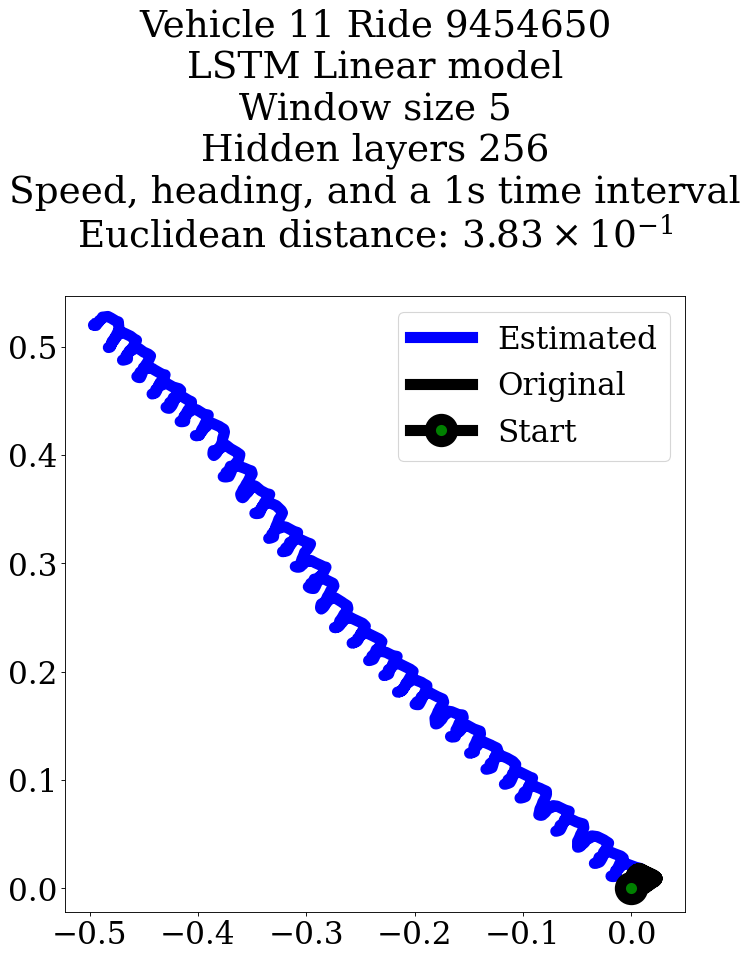 Vehicle 11 Ride 9454650
LSTM Linear model
Window size 5
Hidden layers 256
Speed, heading, and a 1s time interval
Euclidean distance: 3.83 × 10⁻¹
Estimated
Original
Start
0.5
0.4
0.3
0.2
0.1
0.0
−0.5 −0.4 −0.3 −0.2 −0.1 0.0